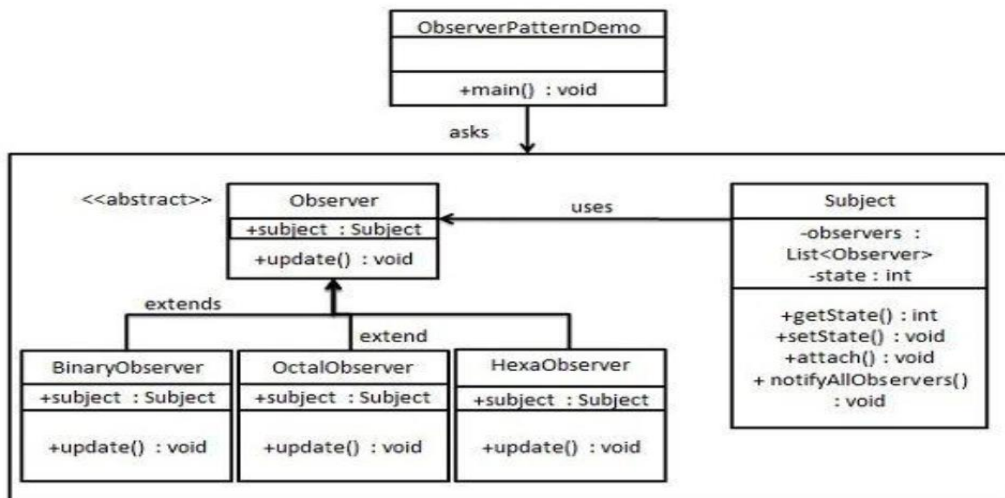 ObserverPatternDemo
+main() : void
asks
<<abstract>>
Observer
+subject : Subject
+update() : void
uses
Subject
-observers :
List<Observer>
-state : int
+getState() : int
+setState() : void
+attach() : void
+ notifyAllObservers()
: void
extends
extend
BinaryObserver
+subject : Subject
+update() : void
OctalObserver
+subject : Subject
+update() : void
HexaObserver
+subject : Subject
+update() : void